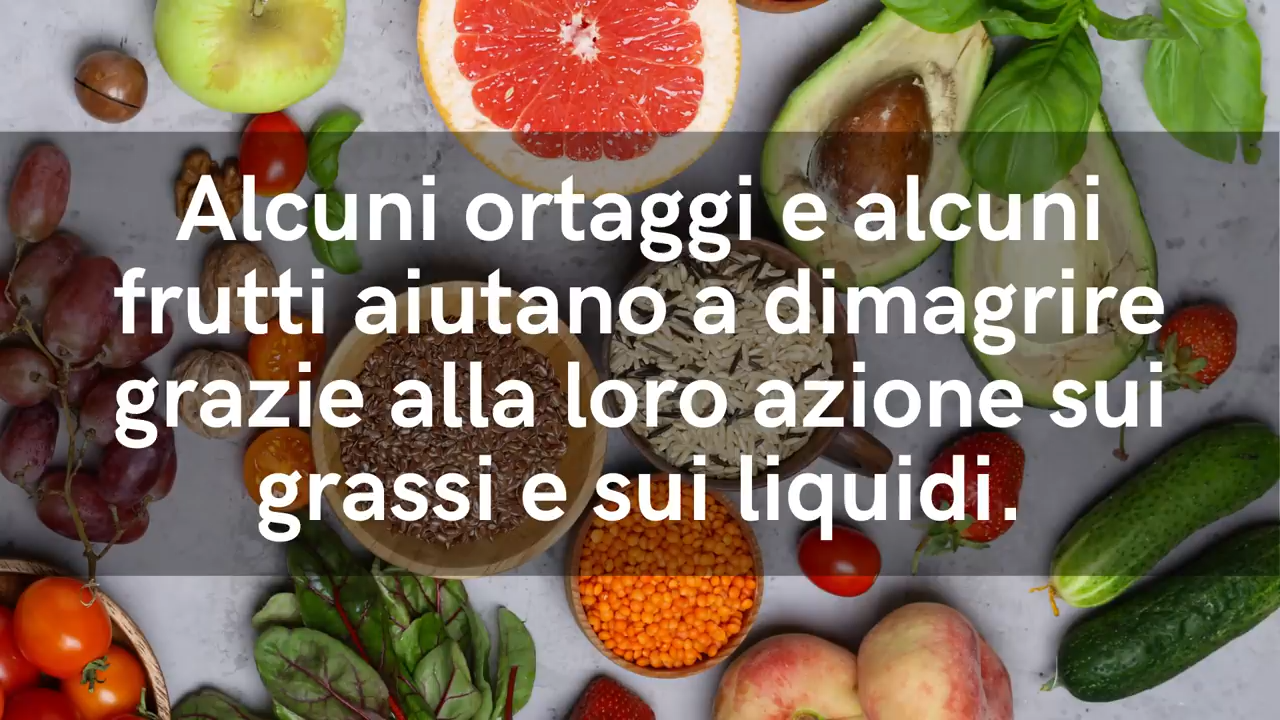 Alcuni ortaggi e alcuni
frutti aiutano a dimagrire
grazie alla loro azione sui
grassi e sui liquidi.